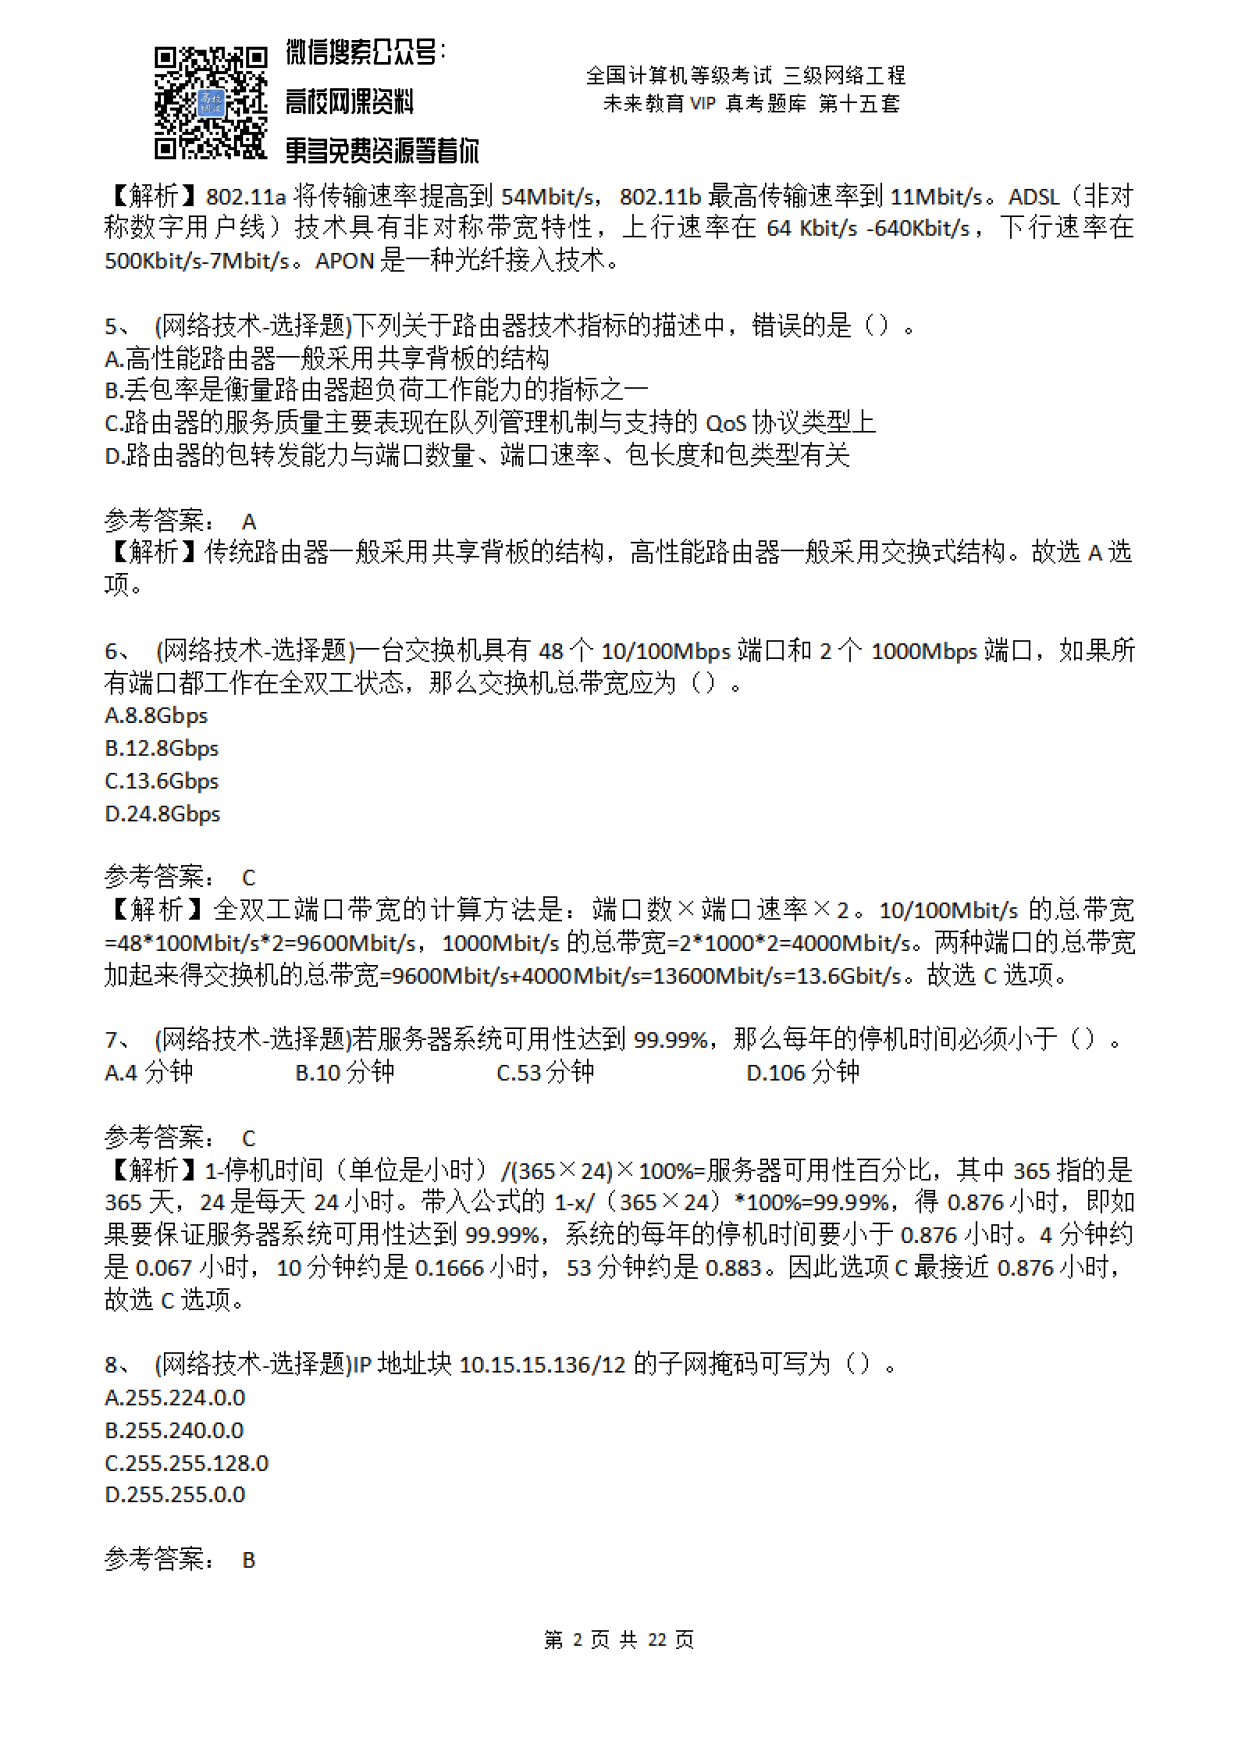 微信搜索公众号：
高校网课资料
更多免费资源等着你
全国计算机等级考试 三级网络工程
未来教育 VIP 真考题库 第十五套
【解析】802.11a 将传输速率提高到 54Mbit/s，802.11b 最高传输速率到 11Mbit/s。ADSL（非对
称数字用户线）技术具有非对称带宽特性，上行速率在 64 Kbit/s -640Kbit/s，下行速率在
500Kbit/s-7Mbit/s。APON 是一种光纤接入技术。
5、 (网络技术-选择题)下列关于路由器技术指标的描述中，错误的是（）。
A.高性能路由器一般采用共享背板的结构
B.丢包率是衡量路由器超负荷工作能力的指标之一
C.路由器的服务质量主要表现在队列管理机制与支持的 QoS 协议类型上
D.路由器的包转发能力与端口数量、端口速率、包长度和包类型有关
参考答案： A
【解析】传统路由器一般采用共享背板的结构，高性能路由器一般采用交换式结构。故选 A 选
项。
6、 (网络技术-选择题)一台交换机具有 48 个 10/100Mbps 端口和 2 个 1000Mbps 端口，如果所
有端口都工作在全双工状态，那么交换机总带宽应为（）。
A.8.8Gbps
B.12.8Gbps
C.13.6Gbps
D.24.8Gbps
参考答案： C
【解析】全双工端口带宽的计算方法是：端口数×端口速率×2。10/100Mbit/s 的总带宽
=48*100Mbit/s*2=9600Mbit/s，1000Mbit/s 的总带宽=2*1000*2=4000Mbit/s。两种端口的总带宽
加起来得交换机的总带宽=9600Mbit/s+4000Mbit/s=13600Mbit/s=13.6Gbit/s。故选 C 选项。
7、 (网络技术-选择题)若服务器系统可用性达到 99.99%，那么每年的停机时间必须小于（）。
A.4 分钟 B.10 分钟 C.53 分钟 D.106 分钟
参考答案： C
【解析】1-停机时间（单位是小时）/(365×24)×100%=服务器可用性百分比，其中 365 指的是
365 天，24 是每天 24 小时。带入公式的 1-x/（365×24）*100%=99.99%，得 0.876 小时，即如
果要保证服务器系统可用性达到 99.99%，系统的每年的停机时间要小于 0.876 小时。4 分钟约
是 0.067 小时，10 分钟约是 0.1666 小时，53 分钟约是 0.883。因此选项 C 最接近 0.876 小时，
故选 C 选项。
8、 (网络技术-选择题)IP 地址块 10.15.15.136/12 的子网掩码可写为（）。
A.255.224.0.0
B.255.240.0.0
C.255.255.128.0
D.255.255.0.0
参考答案： B
第 2 页 共 22 页